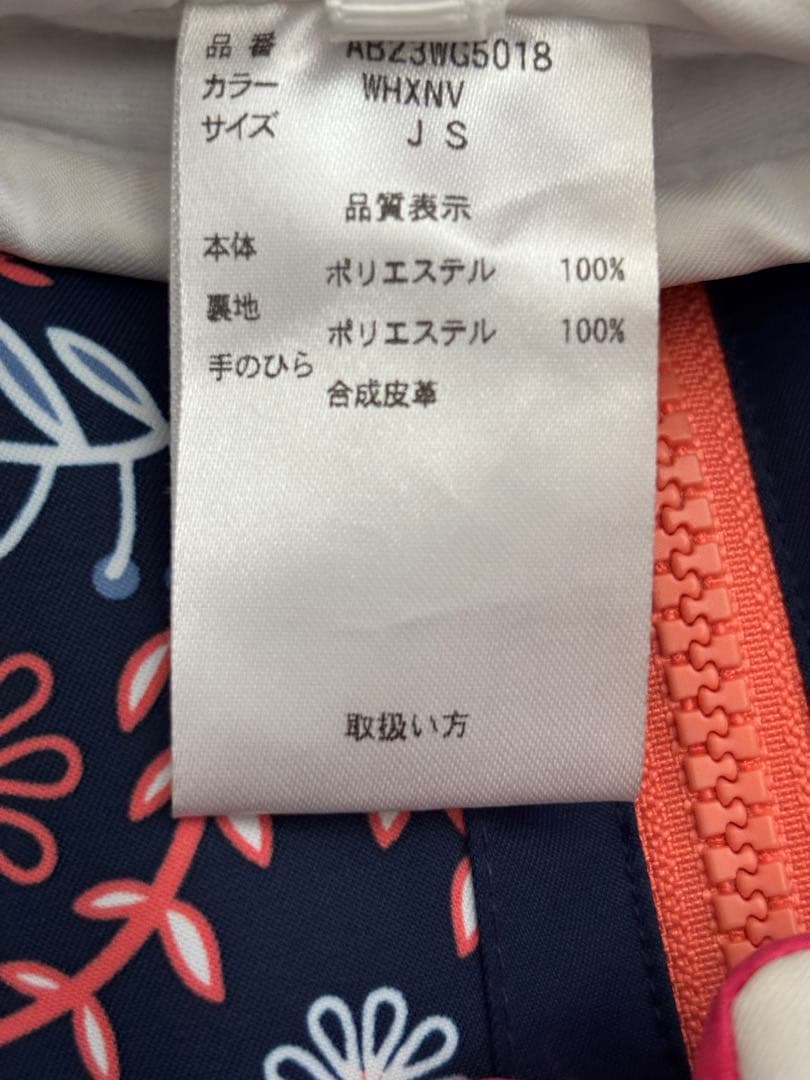 品番 AB23WG5018
カラー WHXNV
サイズ J S
品質表示
本体
ポリエステル 100%
裏地
ポリエステル 100%
手のひら
合成皮革
取扱い方